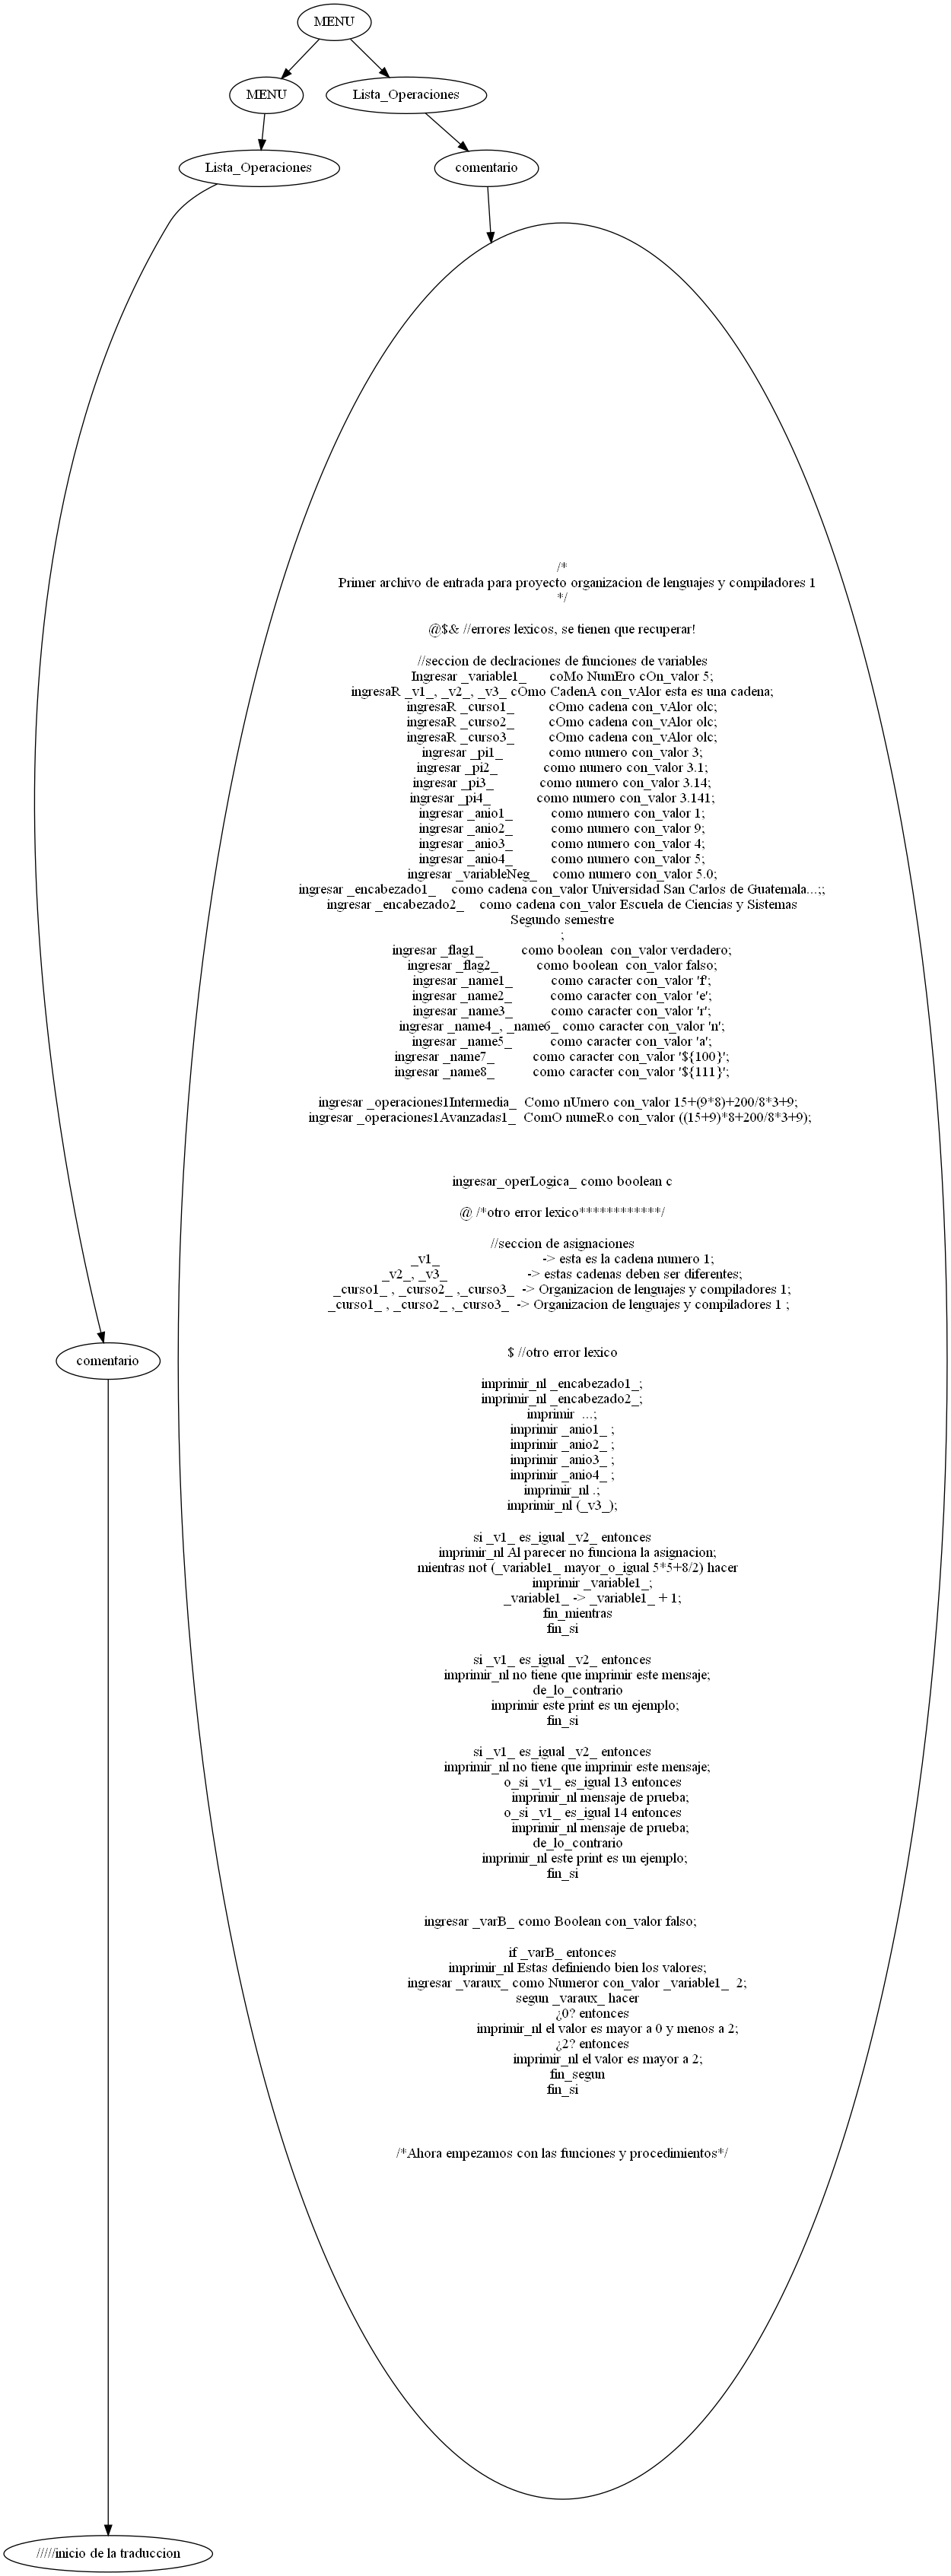 MENU
MENU
Lista_Operaciones
Lista_Operaciones
comentario
/*
Primer archivo de entrada para proyecto organizacion de lenguajes y compiladores 1
*/
@$& //errores lexicos, se tienen que recuperar!
//seccion de declraciones de funciones de variables
Ingresar _variable1_ coMo NumEro cOn_valor 5;
ingresaR _v1_, _v2_, _v3_ cOmo CadenA con_vAlor esta es una cadena;
ingresaR _curso1_ cOmo cadena con_vAlor olc;
ingresaR _curso2_ cOmo cadena con_vAlor olc;
ingresaR _curso3_ cOmo cadena con_vAlor olc;
ingresar _pi1_ como numero con_valor 3;
ingresar _pi2_ como numero con_valor 3.1;
ingresar _pi3_ como numero con_valor 3.14;
ingresar _pi4_ como numero con_valor 3.141;
ingresar _anio1_ como numero con_valor 1;
ingresar _anio2_ como numero con_valor 9;
ingresar _anio3_ como numero con_valor 4;
ingresar _anio4_ como numero con_valor 5;
ingresar _variableNeg_ como numero con_valor 5.0;
ingresar _encabezado1_ como cadena con_valor Universidad San Carlos de Guatemala...;;
ingresar _encabezado2_ como cadena con_valor Escuela de Ciencias y Sistemas
Segundo semestre
;
ingresar _flag1_ como boolean con_valor verdadero;
ingresar _flag2_ como boolean con_valor falso;
ingresar _name1_ como caracter con_valor 'f';
ingresar _name2_ como caracter con_valor 'e';
ingresar _name3_ como caracter con_valor 'r';
ingresar _name4_, _name6_ como caracter con_valor 'n';
ingresar _name5_ como caracter con_valor 'a';
ingresar _name7_ como caracter con_valor '${100}';
ingresar _name8_ como caracter con_valor '${111}';
ingresar _operaciones1Intermedia_ Como nUmero con_valor 15+(9*8)+200/8*3+9;
ingresar _operaciones1Avanzadas1_ ComO numeRo con_valor ((15+9)*8+200/8*3+9);
ingresar_operLogica_ como boolean c
@ /*otro error lexico************/
//seccion de asignaciones
_v1_ -> esta es la cadena numero 1;
_v2_, _v3_ -> estas cadenas deben ser diferentes;
_curso1_ , _curso2_ ,_curso3_ -> Organizacion de lenguajes y compiladores 1;
_curso1_ , _curso2_ ,_curso3_ -> Organizacion de lenguajes y compiladores 1 ;
$ //otro error lexico
imprimir_nl _encabezado1_;
imprimir_nl _encabezado2_;
imprimir ...;
imprimir _anio1_ ;
imprimir _anio2_ ;
imprimir _anio3_ ;
imprimir _anio4_ ;
imprimir_nl .;
imprimir_nl (_v3_);
si _v1_ es_igual _v2_ entonces
imprimir_nl Al parecer no funciona la asignacion;
mientras not (_variable1_ mayor_o_igual 5*5+8/2) hacer
imprimir _variable1_;
_variable1_ -> _variable1_ + 1;
fin_mientras
fin_si
si _v1_ es_igual _v2_ entonces
imprimir_nl no tiene que imprimir este mensaje;
de_lo_contrario
imprimir este print es un ejemplo;
fin_si
si _v1_ es_igual _v2_ entonces
imprimir_nl no tiene que imprimir este mensaje;
o_si _v1_ es_igual 13 entonces
imprimir_nl mensaje de prueba;
o_si _v1_ es_igual 14 entonces
imprimir_nl mensaje de prueba;
de_lo_contrario
imprimir_nl este print es un ejemplo;
fin_si
ingresar _varB_ como Boolean con_valor falso;
if _varB_ entonces
imprimir_nl Estas definiendo bien los valores;
ingresar _varaux_ como Numeror con_valor _variable1_ 2;
segun _varaux_ hacer
¿0? entonces
imprimir_nl el valor es mayor a 0 y menos a 2;
¿2? entonces
imprimir_nl el valor es mayor a 2;
fin_segun
fin_si
/*Ahora empezamos con las funciones y procedimientos*/
comentario
/////inicio de la traduccion